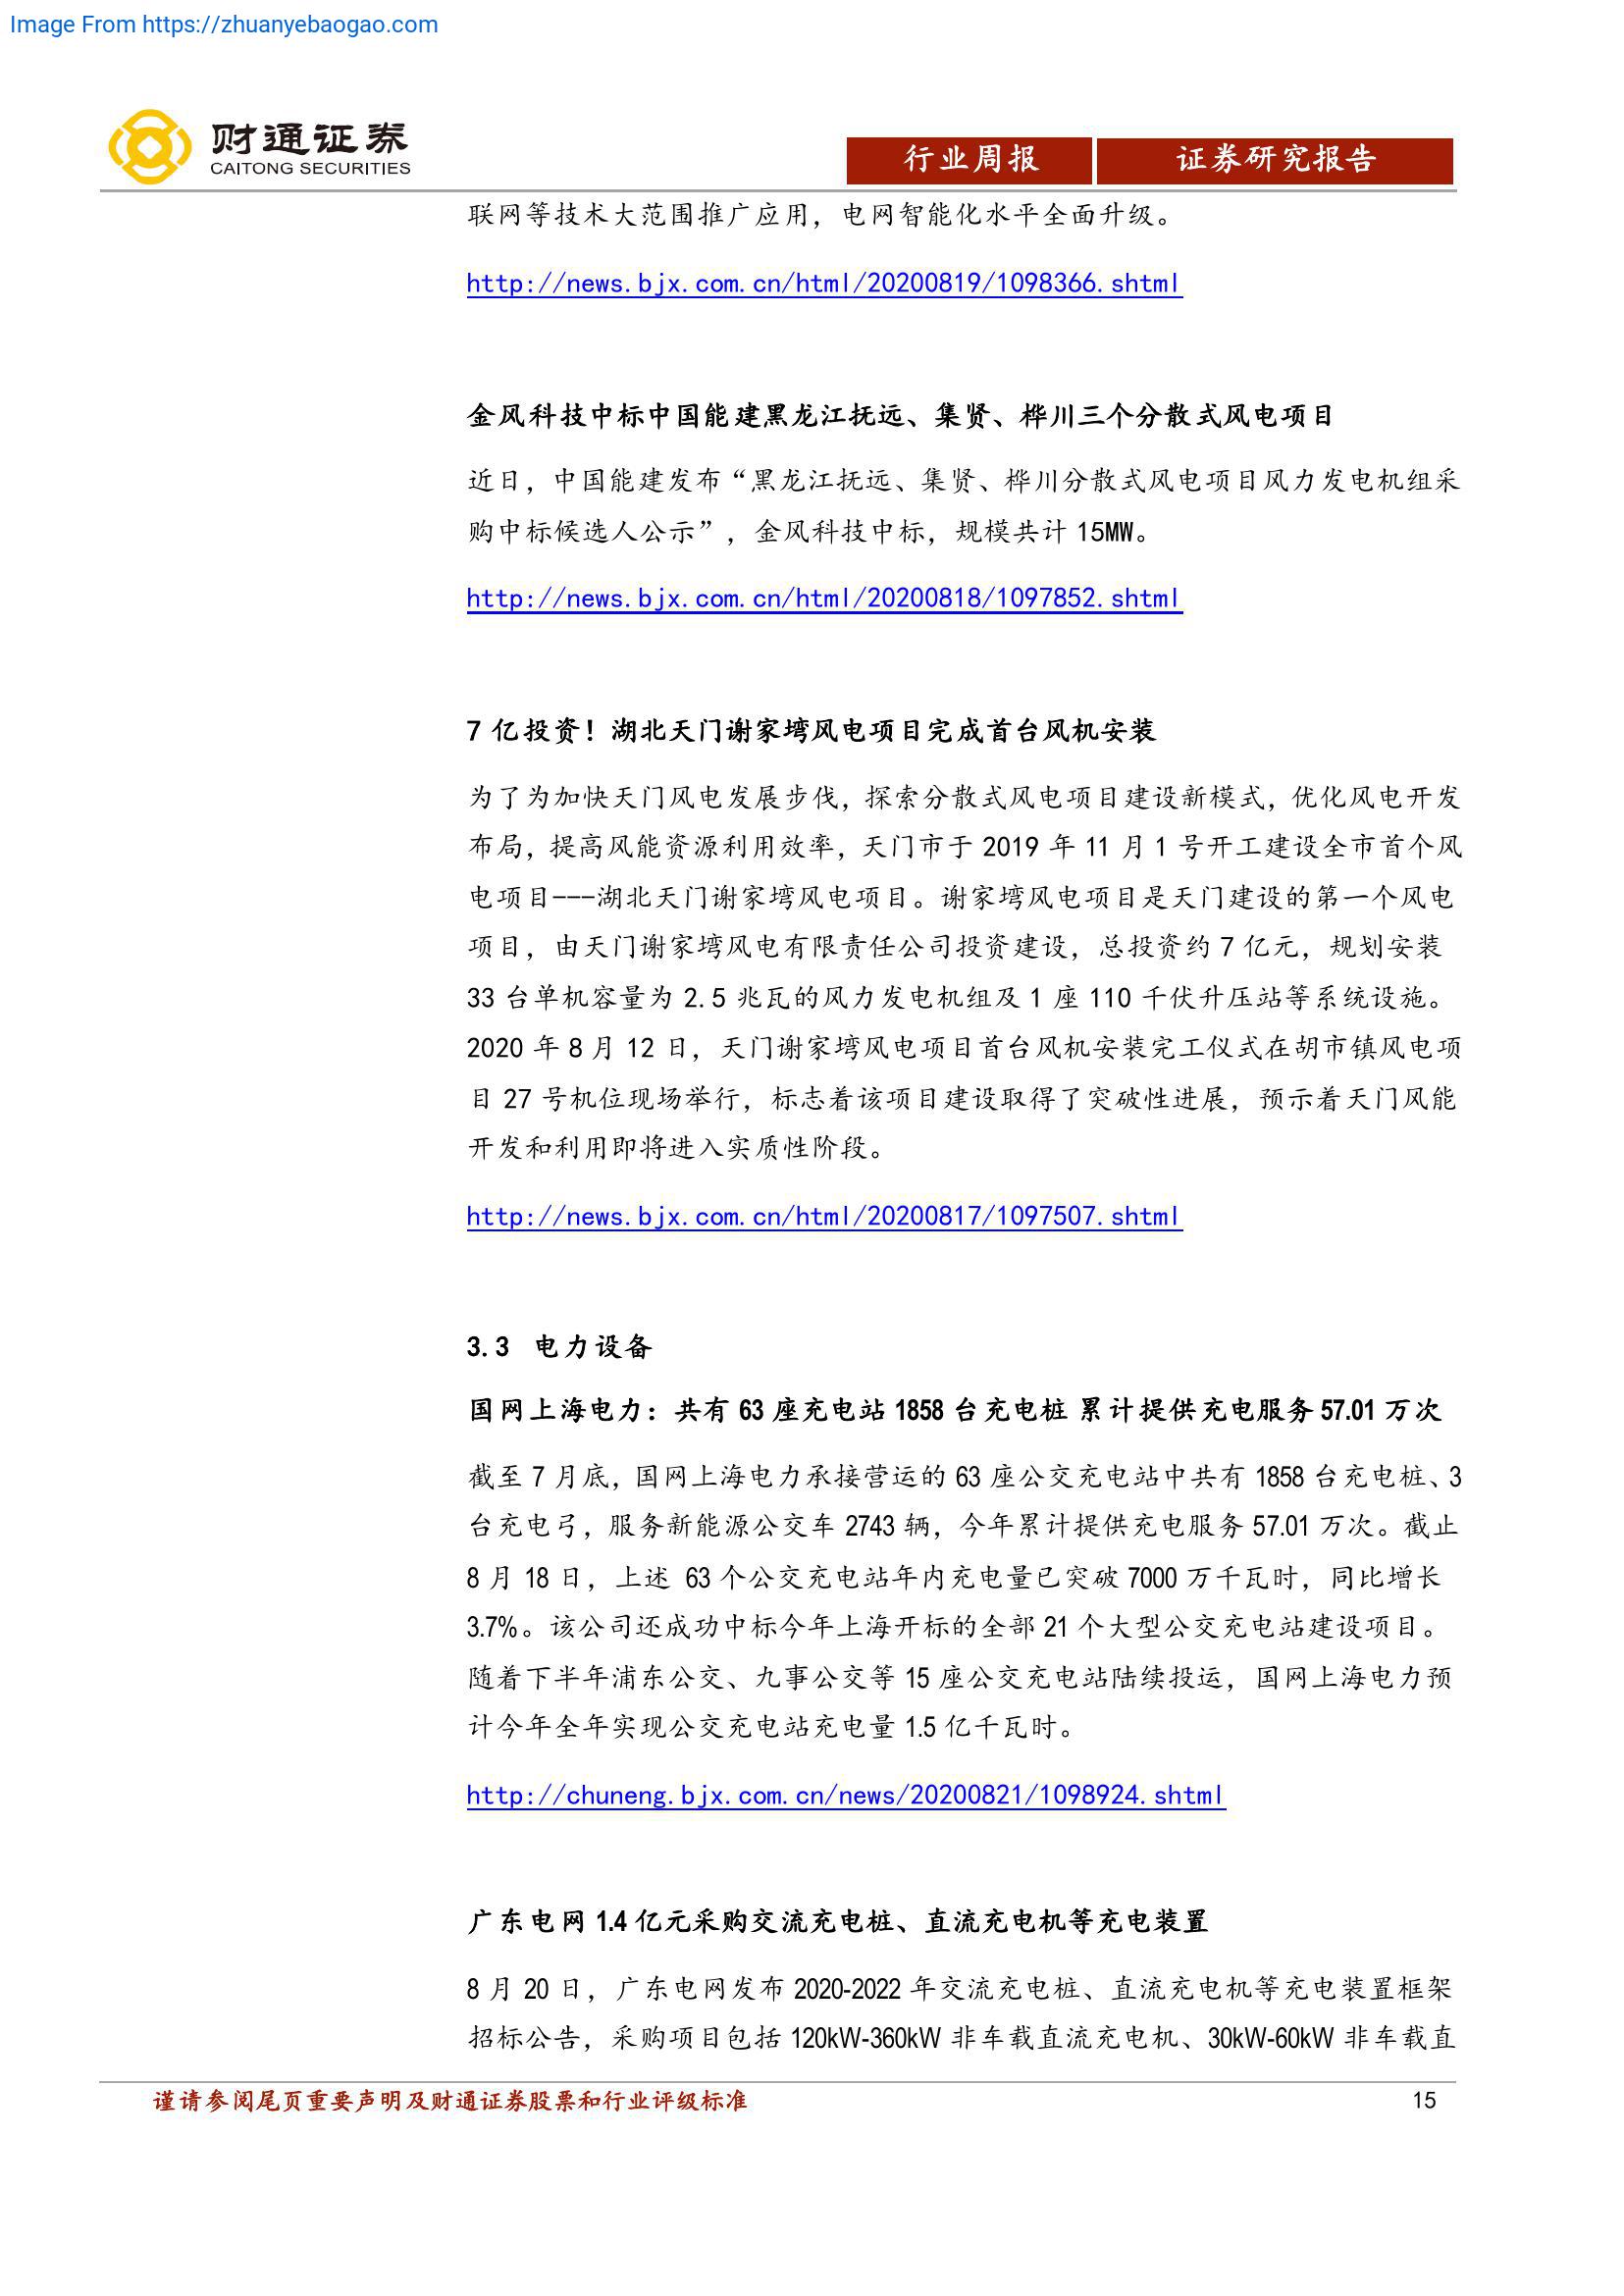 Image From https://zhuanyebaogao.com
财通证券
CAITONG SECURITIES
行业周报
证券研究报告
联网等技术大范围推广应用，电网智能化水平全面升级。
http://news.bjx.com.cn/html/20200819/1098366.shtml
金风科技中标中国能建黑龙江抚远、集贤、桦川三个分散式风电项目
近日，中国能建发布“黑龙江抚远、集贤、桦川分散式风电项目风力发电机组采
购中标候选人公示”，金风科技中标，规模共计 15MW。
http://news.bjx.com.cn/html/20200818/1097852.shtml
7 亿投资！湖北天门谢家塆风电项目完成首台风机安装
为了为加快天门风电发展步伐，探索分散式风电项目建设新模式，优化风电开发
布局，提高风能资源利用效率，天门市于 2019 年 11 月 1 号开工建设全市首个风
电项目---湖北天门谢家塆风电项目。谢家塆风电项目是天门建设的第一个风电
项目，由天门谢家塆风电有限责任公司投资建设，总投资约 7 亿元，规划安装
33 台单机容量为 2.5 兆瓦的风力发电机组及 1 座 110 千伏升压站等系统设施。
2020 年 8 月 12 日，天门谢家塆风电项目首台风机安装完工仪式在胡市镇风电项
目 27 号机位现场举行，标志着该项目建设取得了突破性进展，预示着天门风能
开发和利用即将进入实质性阶段。
http://news.bjx.com.cn/html/20200817/1097507.shtml
3.3 电力设备
国网上海电力：共有 63 座充电站 1858 台充电桩 累计提供充电服务 57.01 万次
截至 7 月底，国网上海电力承接营运的 63 座公交充电站中共有 1858 台充电桩、3
台充电弓，服务新能源公交车 2743 辆，今年累计提供充电服务 57.01 万次。截止
8 月 18 日，上述 63 个公交充电站年内充电量已突破 7000 万千瓦时，同比增长
3.7%。该公司还成功中标今年上海开标的全部 21 个大型公交充电站建设项目。
随着下半年浦东公交、九事公交等 15 座公交充电站陆续投运，国网上海电力预
计今年全年实现公交充电站充电量 1.5 亿千瓦时。
http://chuneng.bjx.com.cn/news/20200821/1098924.shtml
广东电网 1.4 亿元采购交流充电桩、直流充电机等充电装置
8 月 20 日，广东电网发布 2020-2022 年交流充电桩、直流充电机等充电装置框架
招标公告，采购项目包括 120kW-360kW 非车载直流充电机、30kW-60kW 非车载直
谨请参阅尾页重要声明及财通证券股票和行业评级标准
15